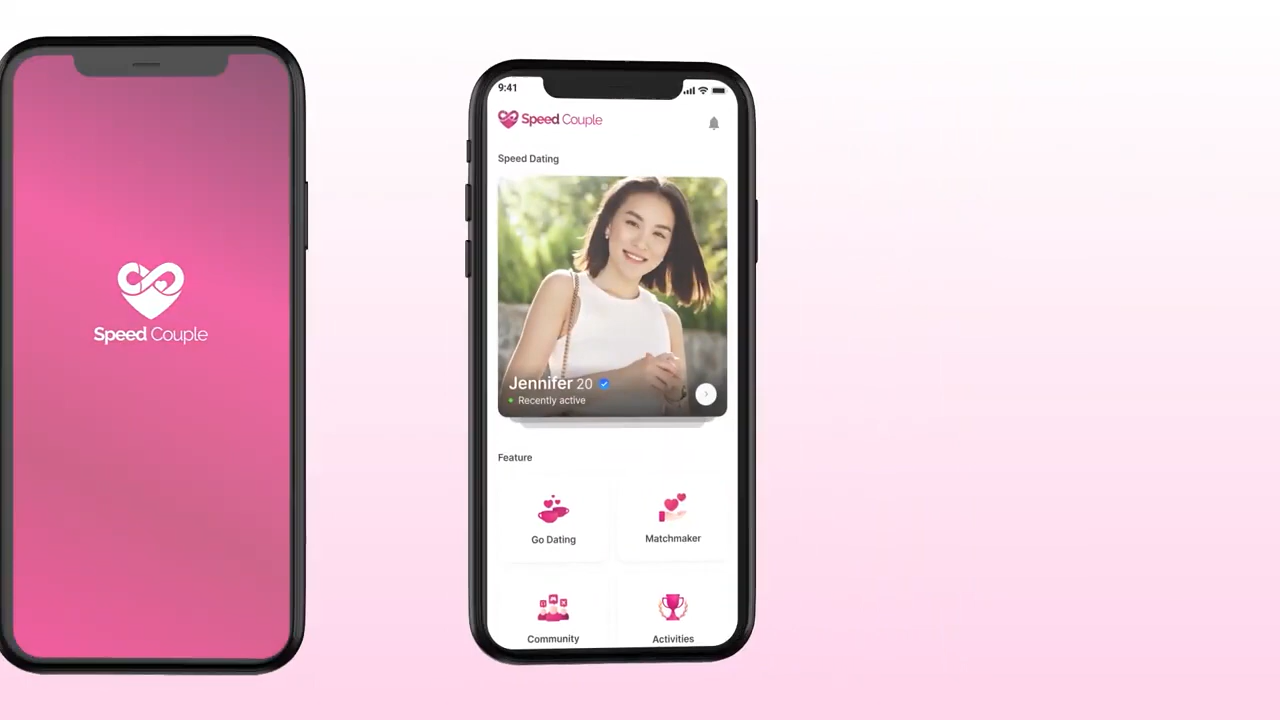 Speed Couple
9:41
Speed Couple
Speed Dating
Jennifer 20
Recently active
Feature
Go Dating
Matchmaker
Community
Activities